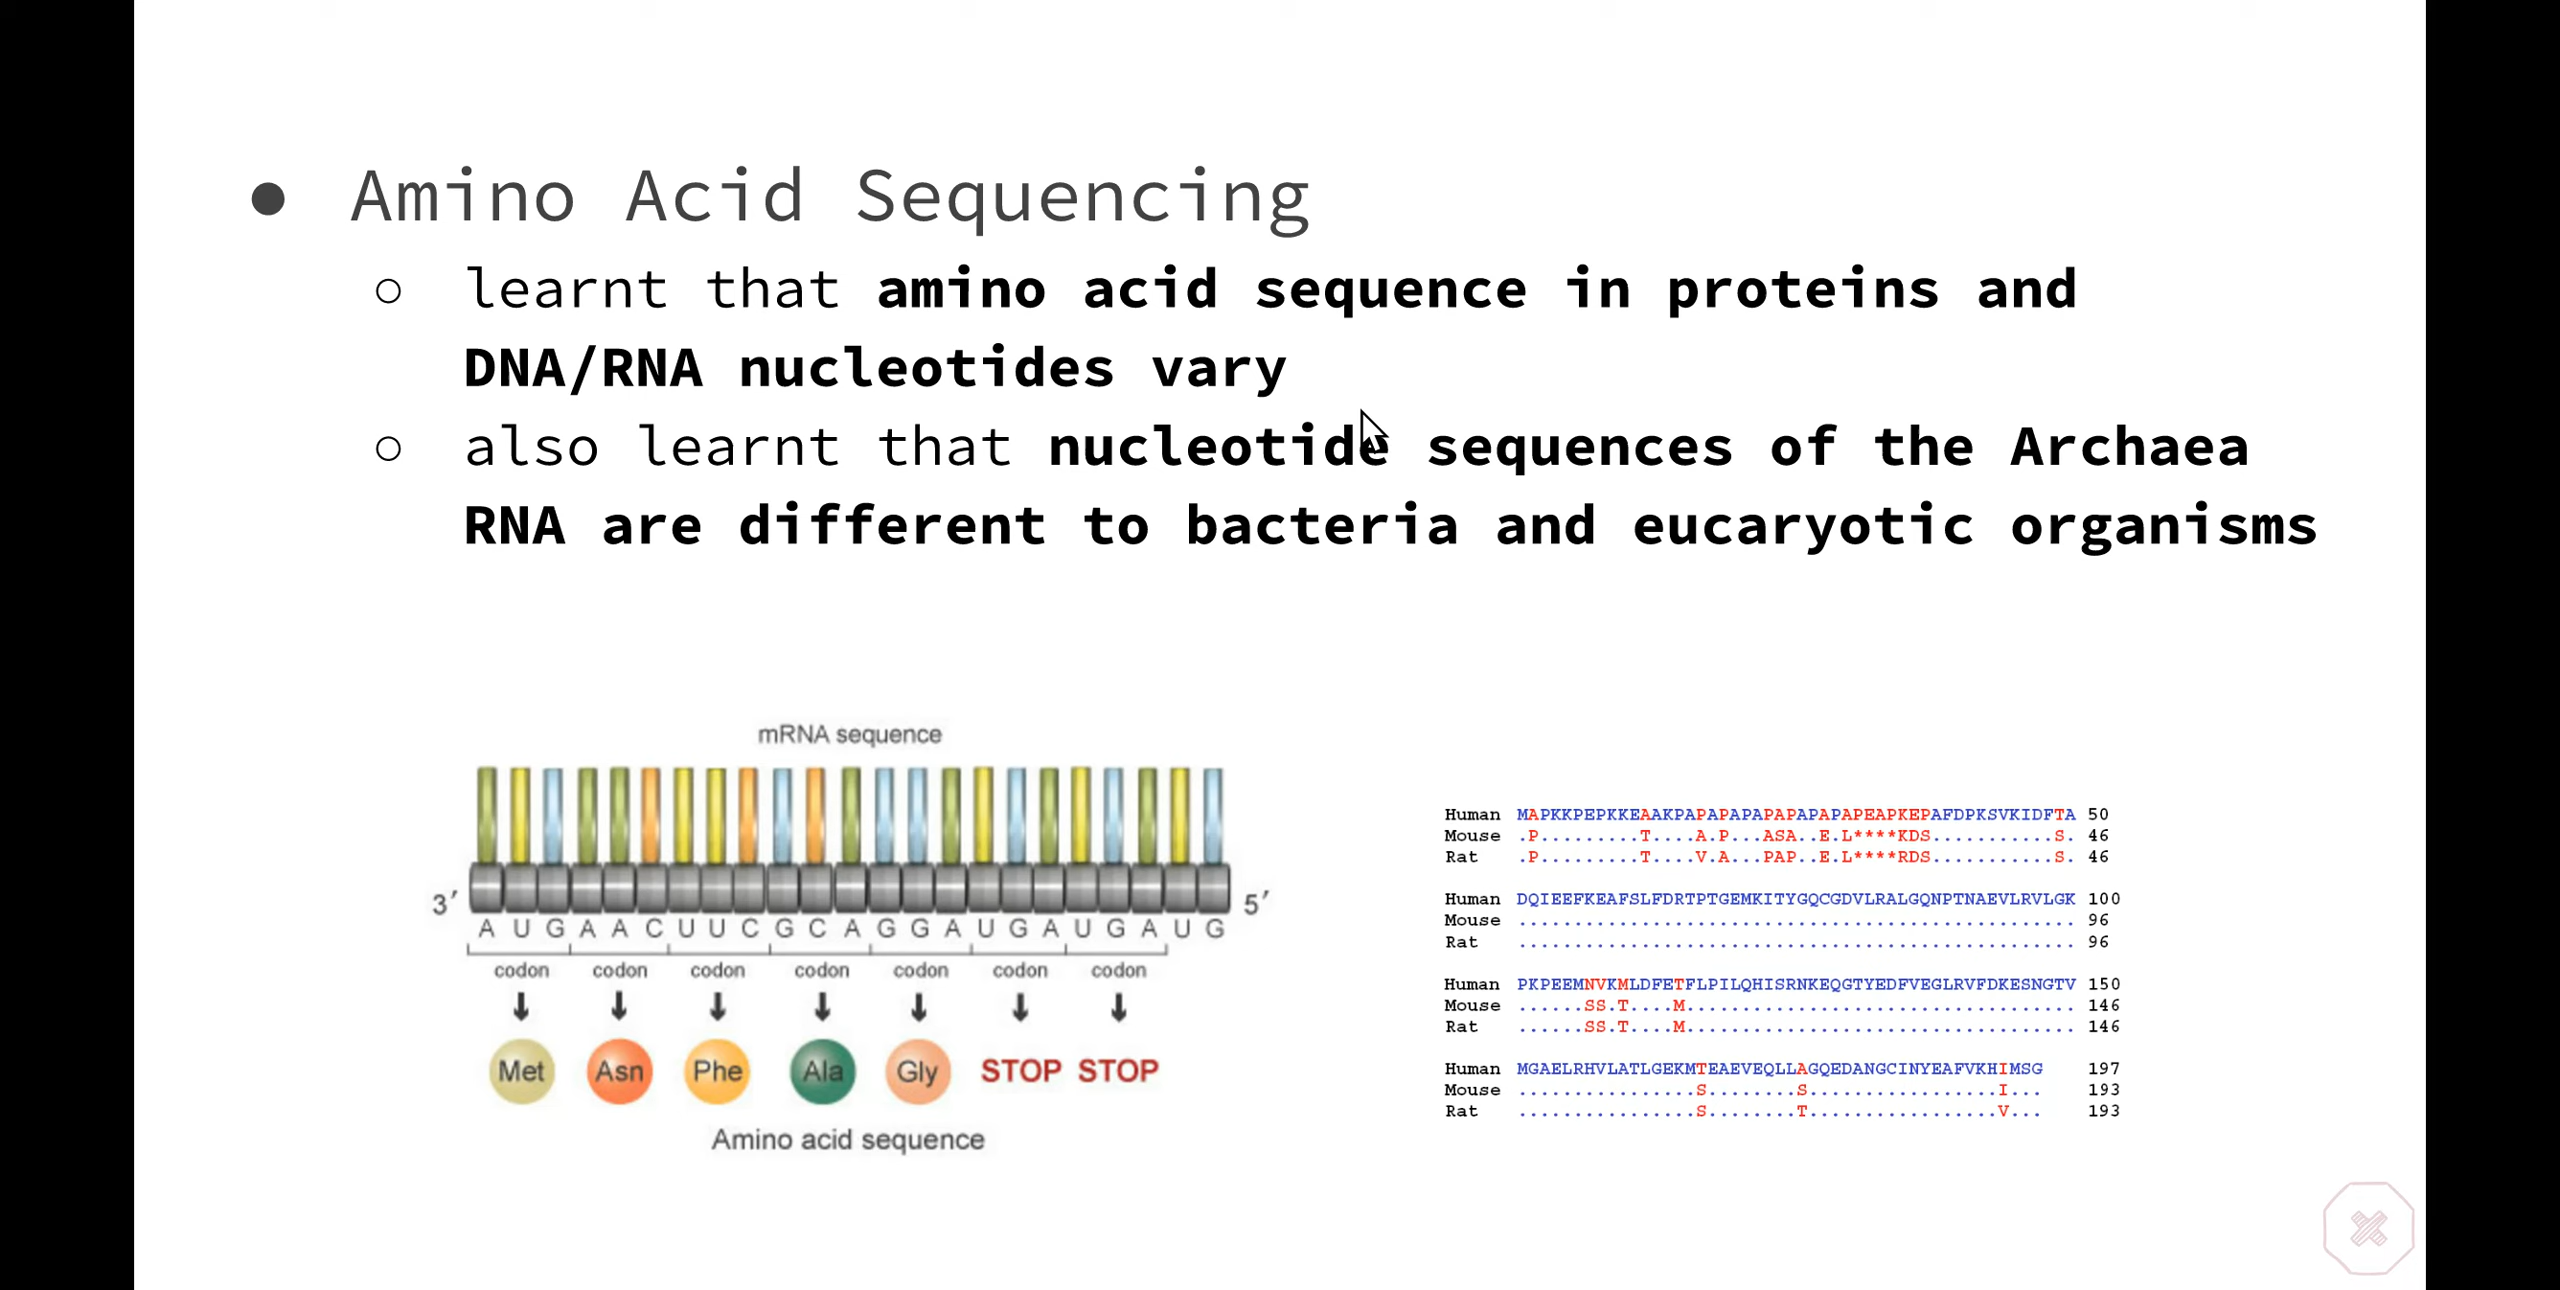 ● Amino Acid Sequencing
○ learnt that amino acid sequence in proteins and
DNA/RNA nucleotides vary
○ also learnt that nucleotide sequences of the Archaea
RNA are different to bacteria and eucaryotic organisms
mRNA sequence
3′ 5′
A U G A A C U U C G C A G G A U G A U G A U G
codon codon codon codon codon codon codon
Met Asn Phe Ala Gly STOP STOP
Amino acid sequence
Human MAPKKPEPKKEAAKPAPAPAPAPAPAPAPAPEAPKEPAFDPKSVKIDFTA 50
Mouse .P.........T....A.P...ASA..E.L****KDS...........S. 46
Rat .P.........T....V.A...PAP..E.L****RDS...........S. 46
Human DQIEEFKEAFSLFDRTPTGEMKITYGQCGDVLRALGQNPTNAEVLRVLGK 100
Mouse .................................................. 96
Rat .................................................. 96
Human PKPEEMNVKMLDFETFLPILQHISRNKEQGTYEDFVEGLRVFDKESNGTV 150
Mouse ......SS.T....M................................... 146
Rat ......SS.T....M................................... 146
Human MGAELRHVLATLGEKMTEAEVEQLLAGQEDANGCINYEAFVKHIMSG 197
Mouse ................S........S.................I... 193
Rat ................S........T.................V... 193